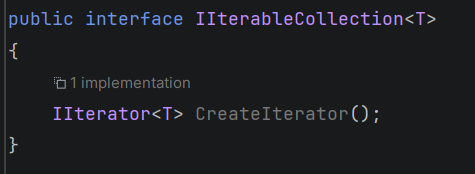 public interface IIterableCollection<T>
{
1 implementation
IIterator<T> CreateIterator();
}